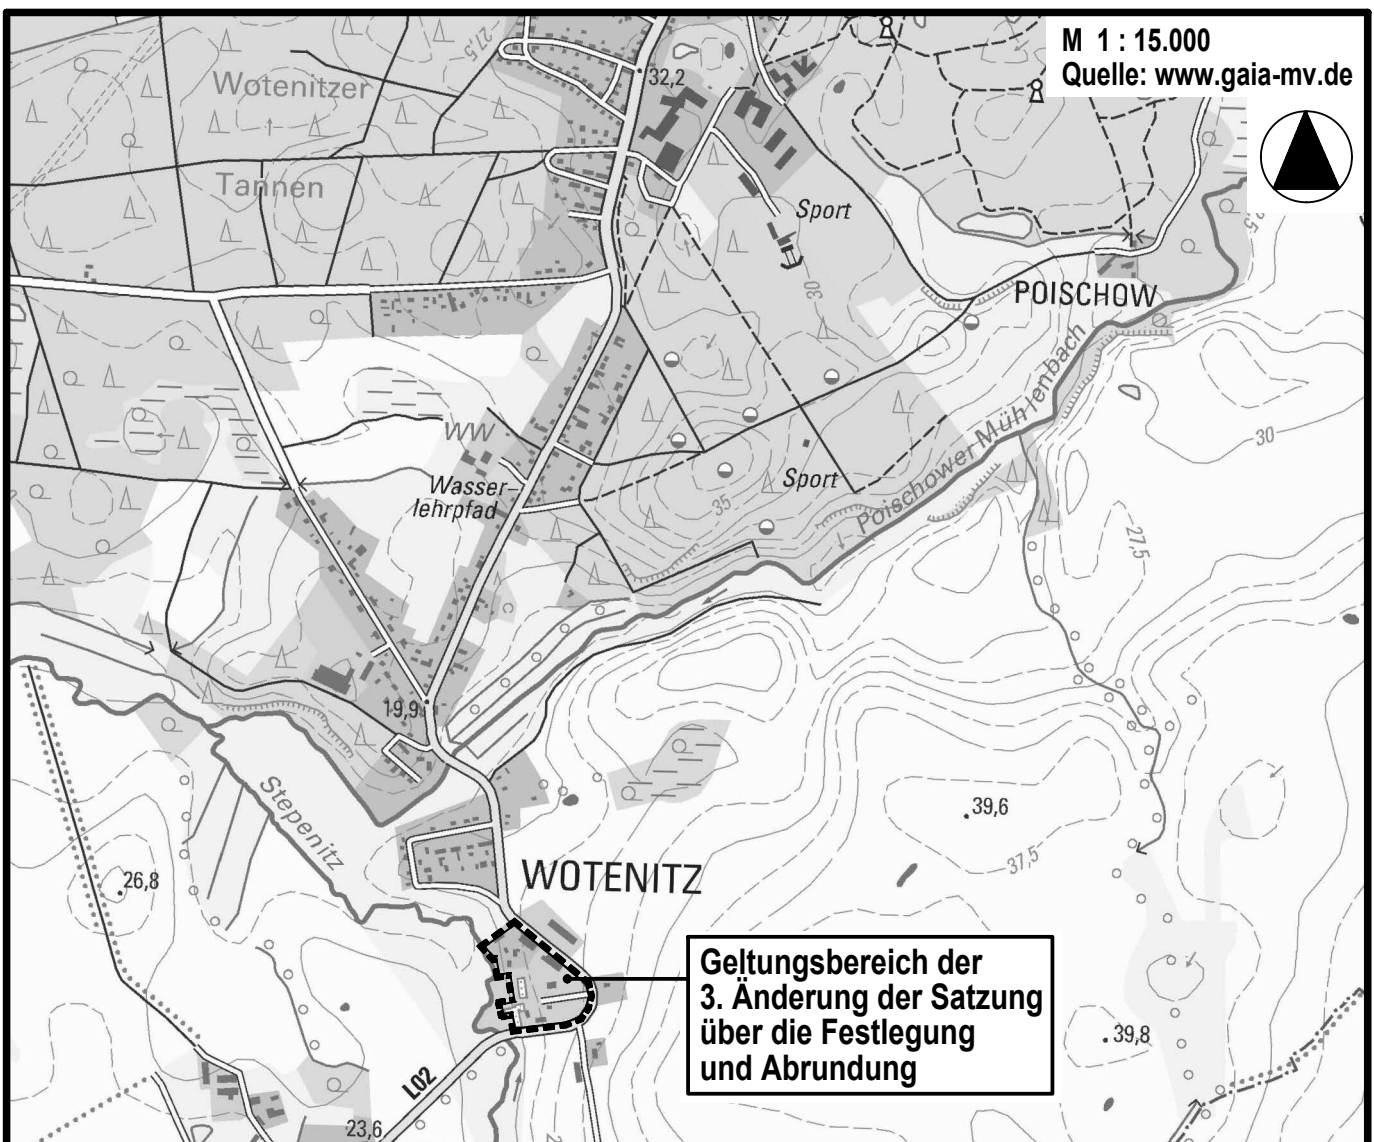 M 1 : 15.000
Quelle: www.gaia-mv.de
27,5
32,2
Wotenitzer
Tannen
Sport
30
POISCHOW
WW
Wasser-
lehrpfad
Sport
35
Poischower Mühlenbach
30
27,5
19,9
Stepenitz
39,6
37,5
26,8
WOTENITZ
Geltungsbereich der
3. Änderung der Satzung
über die Festlegung
und Abrundung
39,8
L02
23,6